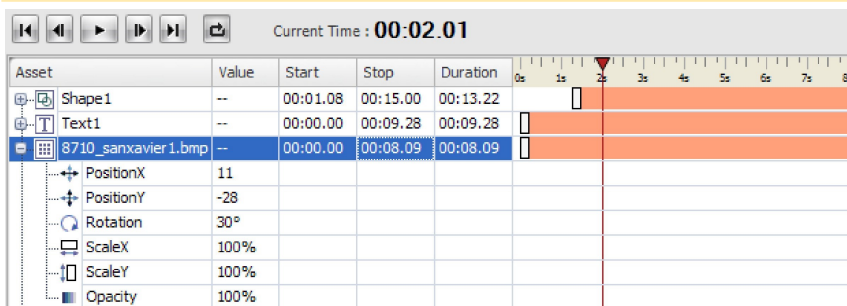 Current Time : 00:02.01
Asset Value Start Stop Duration 0s 1s 2s 3s 4s 5s 6s 7s 8
Shape1 -- 00:01.08 00:15.00 00:13.22
T Text1 -- 00:00.00 00:09.28 00:09.28
8710_sanxavier1.bmp -- 00:00.00 00:08.09 00:08.09
PositionX 11
PositionY -28
Rotation 30°
ScaleX 100%
ScaleY 100%
Opacity 100%